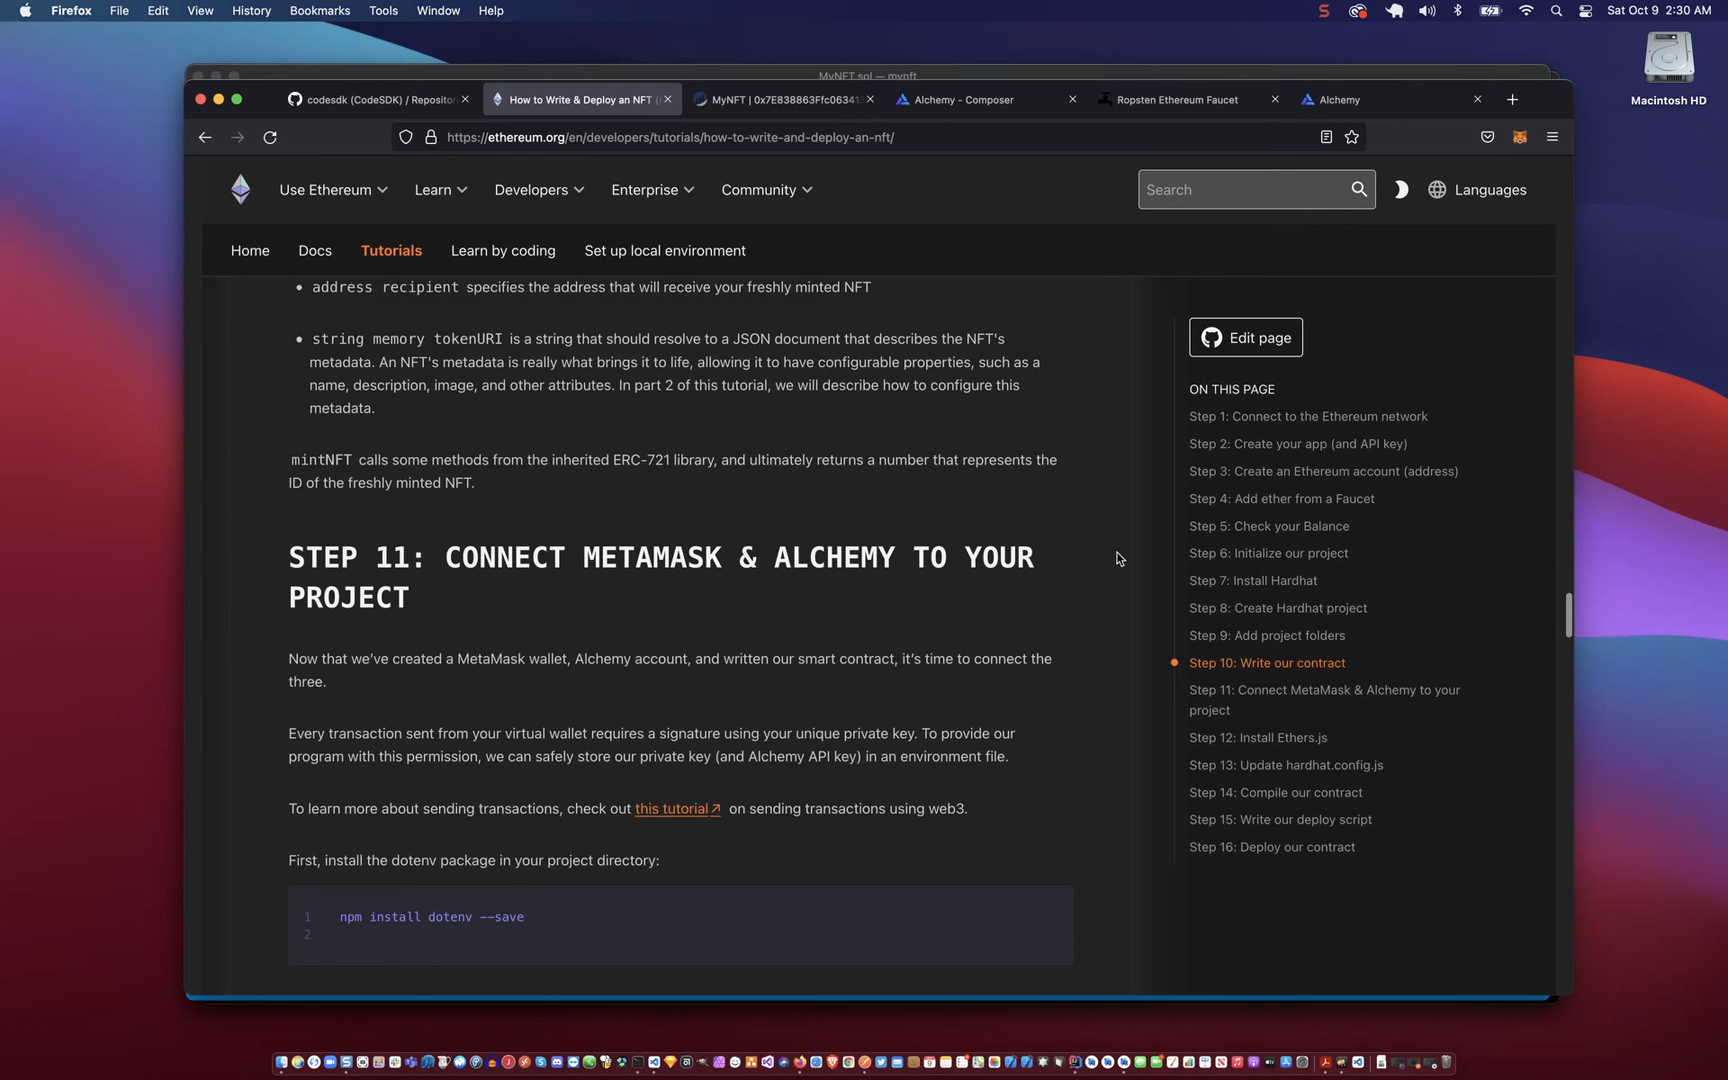 Firefox File Edit View History Bookmarks Tools Window Help
Sat Oct 9 2:30 AM
Macintosh HD
MyNFT.sol — mynft
codesdk (CodeSDK) / Repositor
How to Write & Deploy an NFT (
MyNFT | 0x7E838863Ffc06341
Alchemy - Composer
Ropsten Ethereum Faucet
Alchemy
https://ethereum.org/en/developers/tutorials/how-to-write-and-deploy-an-nft/
Use Ethereum Learn Developers Enterprise Community
Search
Languages
Home Docs Tutorials Learn by coding Set up local environment
address recipient specifies the address that will receive your freshly minted NFT
string memory tokenURI is a string that should resolve to a JSON document that describes the NFT's
metadata. An NFT's metadata is really what brings it to life, allowing it to have configurable properties, such as a
name, description, image, and other attributes. In part 2 of this tutorial, we will describe how to configure this
metadata.
mintNFT calls some methods from the inherited ERC-721 library, and ultimately returns a number that represents the
ID of the freshly minted NFT.
STEP 11: CONNECT METAMASK & ALCHEMY TO YOUR
PROJECT
Now that we’ve created a MetaMask wallet, Alchemy account, and written our smart contract, it’s time to connect the
three.
Every transaction sent from your virtual wallet requires a signature using your unique private key. To provide our
program with this permission, we can safely store our private key (and Alchemy API key) in an environment file.
To learn more about sending transactions, check out this tutorial on sending transactions using web3.
First, install the dotenv package in your project directory:
1 npm install dotenv --save
2
Edit page
ON THIS PAGE
Step 1: Connect to the Ethereum network
Step 2: Create your app (and API key)
Step 3: Create an Ethereum account (address)
Step 4: Add ether from a Faucet
Step 5: Check your Balance
Step 6: Initialize our project
Step 7: Install Hardhat
Step 8: Create Hardhat project
Step 9: Add project folders
Step 10: Write our contract
Step 11: Connect MetaMask & Alchemy to your
project
Step 12: Install Ethers.js
Step 13: Update hardhat.config.js
Step 14: Compile our contract
Step 15: Write our deploy script
Step 16: Deploy our contract